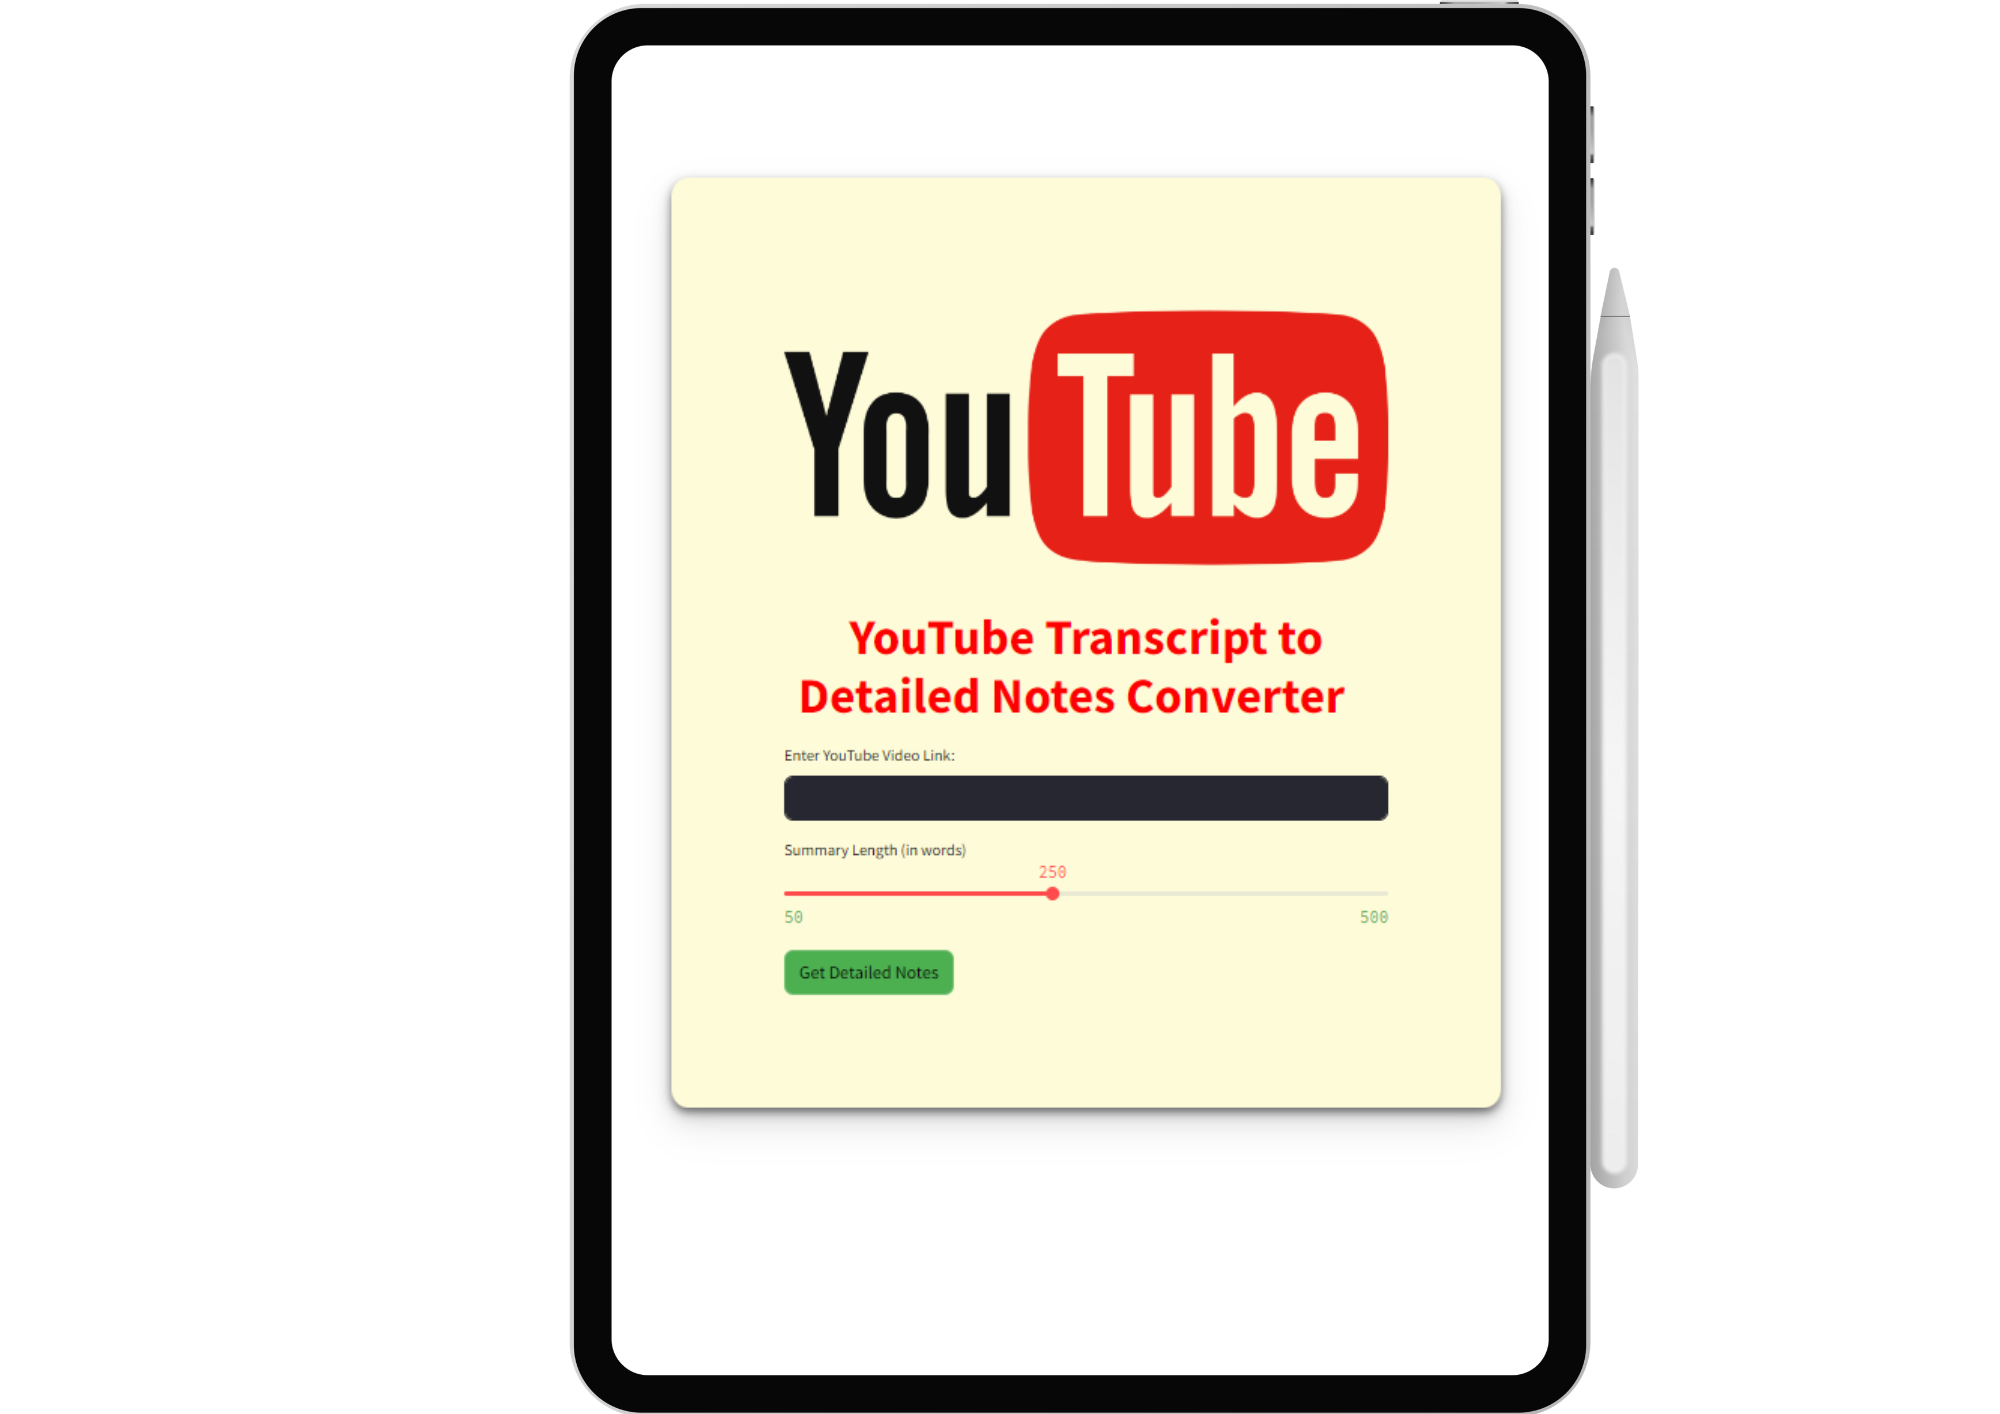 YouTube
YouTube Transcript to
Detailed Notes Converter
Enter YouTube Video Link:
Summary Length (in words)
250
50 500
Get Detailed Notes